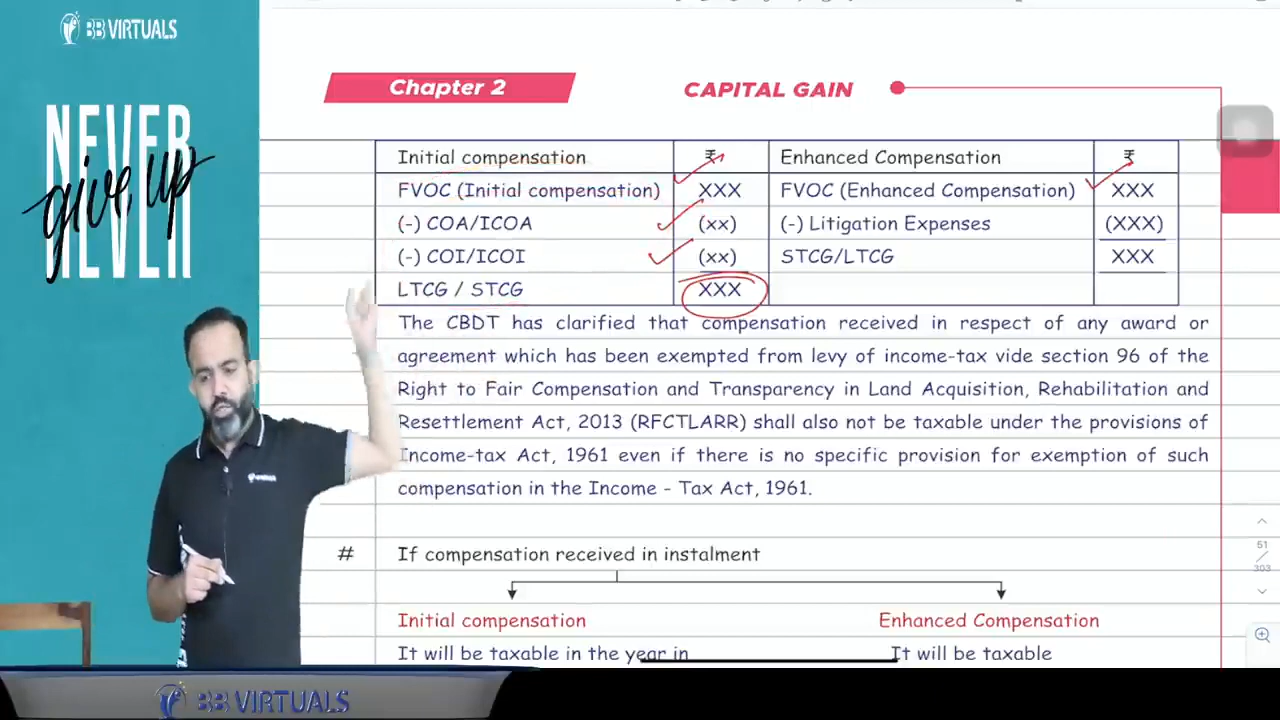 BB VIRTUALS
NEVER
give up
NEVER
Chapter 2
CAPITAL GAIN
Initial compensation ₹ Enhanced Compensation ₹
FVOC (Initial compensation) XXX FVOC (Enhanced Compensation) XXX
(-) COA/ICOA (xx) (-) Litigation Expenses (XXX)
(-) COI/ICOI (xx) STCG/LTCG XXX
LTCG / STCG XXX
The CBDT has clarified that compensation received in respect of any award or
agreement which has been exempted from levy of income-tax vide section 96 of the
Right to Fair Compensation and Transparency in Land Acquisition, Rehabilitation and
Resettlement Act, 2013 (RFCTLARR) shall also not be taxable under the provisions of
Income-tax Act, 1961 even if there is no specific provision for exemption of such
compensation in the Income - Tax Act, 1961.
# If compensation received in instalment
Initial compensation Enhanced Compensation
It will be taxable in the year in It will be taxable
51
303
BB VIRTUALS